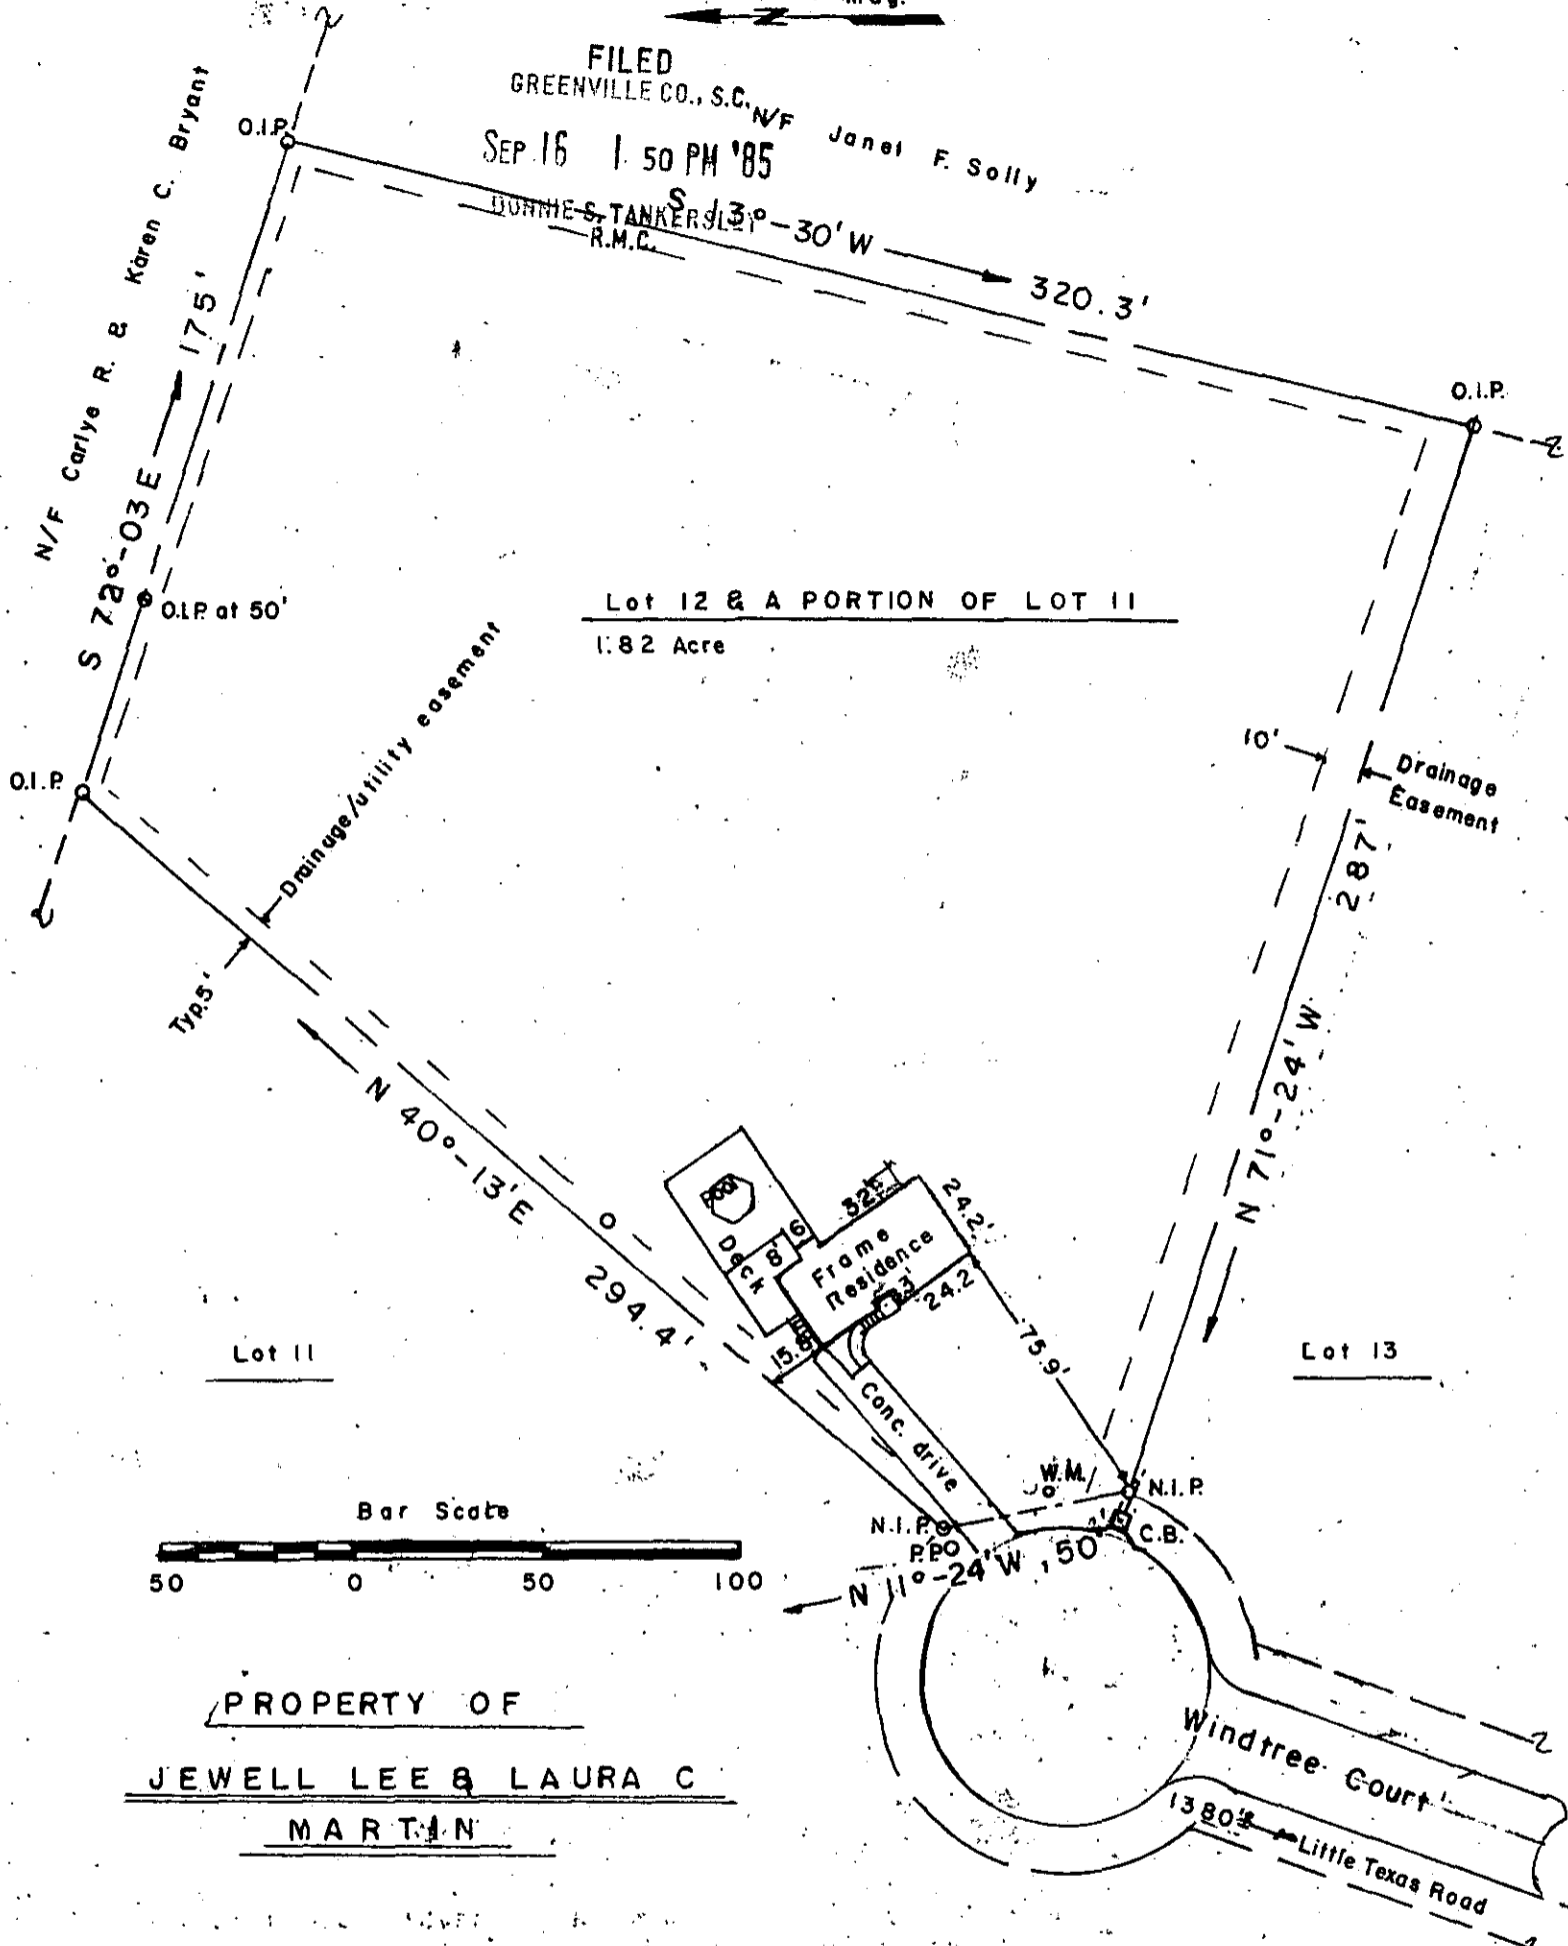 Mag.
N
FILED
GREENVILLE CO., S.C.
SEP 16 1 50 PM '85
DONNIE S. TANKERSLEY
R.M.C.
N/F Janet F. Solly
S 13°-30' W 320.3'
O.I.P.
O.I.P.
N/F Carlye R. & Karen C. Bryant
S 72°-03 E 175'
O.I.P. at 50'
O.I.P.
Lot 12 & A PORTION OF LOT 11
1.82 Acre
Drainage/utility easement
Typ.5'
10'
Drainage
Easement
N 71°-24' W 287'
N 40°-13' E 294.4'
Pool
Deck
8'
16'
32'
24.2'
Frame
Residence
3'
24.2
75.9'
15.8'
Conc. drive
Lot 11
Lot 13
W.M.
N.I.P.
N.I.P.
P.P.
C.B.
N 11°-24' W, 50'
Bar Scale
50 0 50 100
Windtree Court
1380'± Little Texas Road
PROPERTY OF
JEWELL LEE & LAURA C
MARTIN